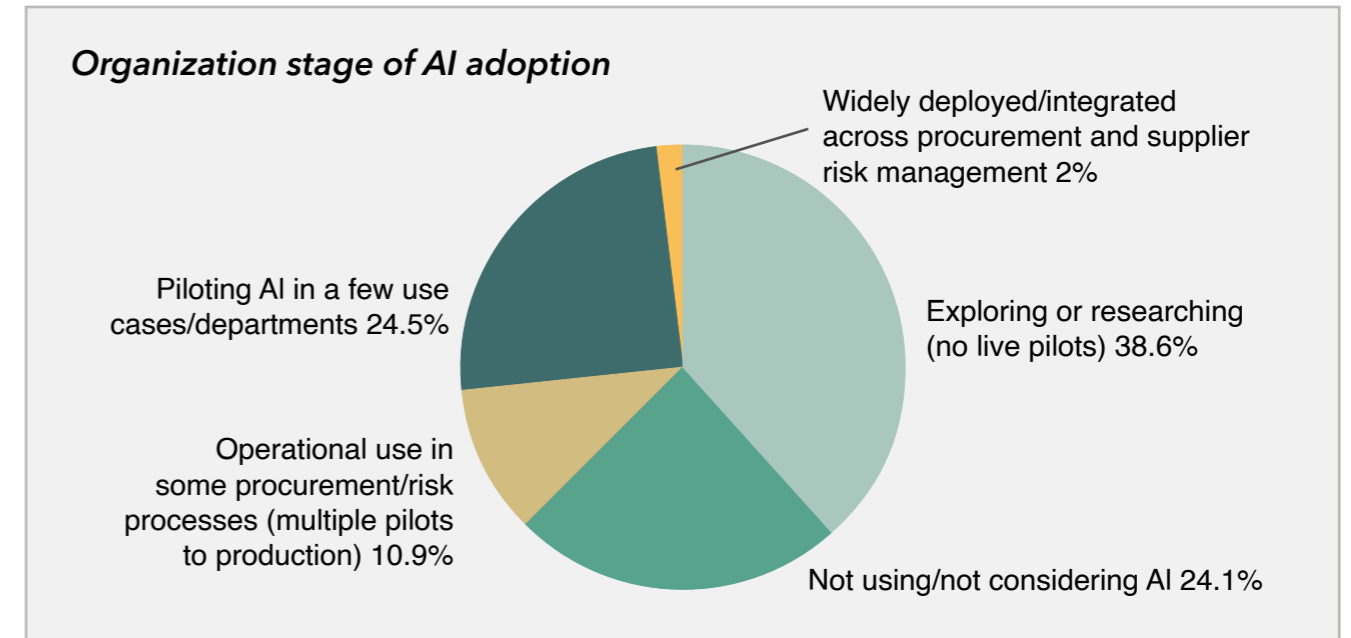 Organization stage of AI adoption
Widely deployed/integrated
across procurement and supplier
risk management 2%
Exploring or researching
(no live pilots) 38.6%
Not using/not considering AI 24.1%
Operational use in
some procurement/risk
processes (multiple pilots
to production) 10.9%
Piloting AI in a few use
cases/departments 24.5%